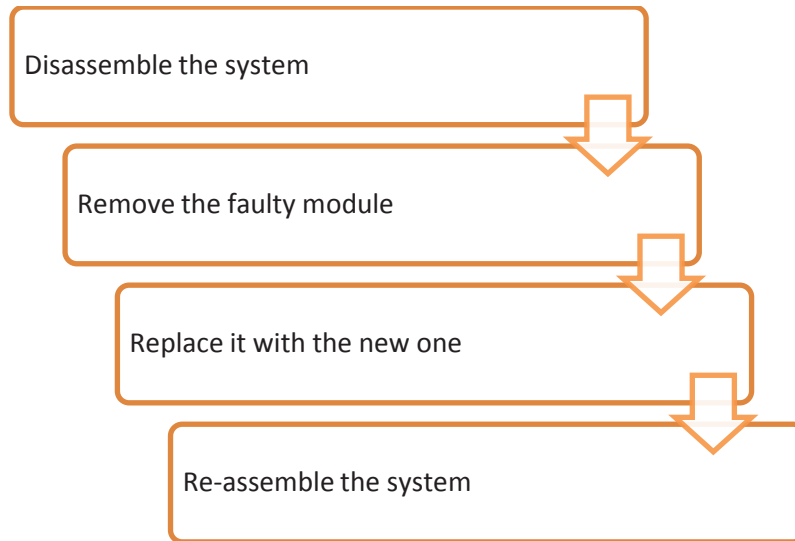 Disassemble the system
Remove the faulty module
Replace it with the new one
Re-assemble the system